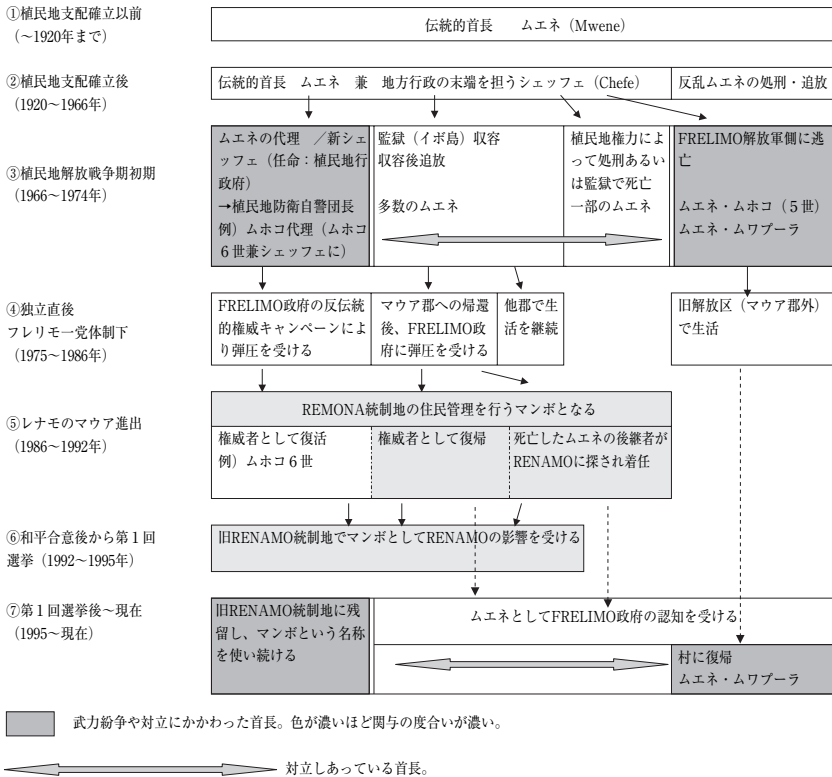 ①植民地支配確立以前
(~1920年まで)
伝統的首長 ムエネ(Mwene)
②植民地支配確立後
(1920~1966年)
伝統的首長 ムエネ 兼 地方行政の末端を担うシェッフェ(Chefe)
反乱ムエネの処刑・追放
③植民地解放戦争期初期
(1966~1974年)
ムエネの代理 /新シェ
ッフェ(任命:植民地行
政府)
→植民地防衛自警団長
例)ムホコ代理(ムホコ
6世兼シェッフェに)
監獄(イボ島)収容
収容後追放
多数のムエネ
植民地権力によ
って処刑あるい
は監獄で死亡
一部のムエネ
FRELIMO解放軍側に逃
亡
ムエネ・ムホコ(5世)
ムエネ・ムワプーラ
④独立直後
フレリモ一党体制下
(1975~1986年)
FRELIMO政府の反伝統
的権威キャンペーンによ
り弾圧を受ける
マウア郡への帰還
後、FRELIMO政
府に弾圧を受ける
他郡で生
活を継続
旧解放区(マウア郡外)
で生活
⑤レナモのマウア進出
(1986~1992年)
REMONA統制地の住民管理を行うマンボとなる
権威者として復活
例)ムホコ6世
権威者として復帰
死亡したムエネの後継者が
RENAMOに探され着任
⑥和平合意後から第1回
選挙(1992~1995年)
旧RENAMO統制地でマンボとしてRENAMOの影響を受ける
⑦第1回選挙後~現在
(1995~現在)
旧RENAMO統制地に残
留し、マンボという名称
を使い続ける
ムエネとしてFRELIMO政府の認知を受ける
村に復帰
ムエネ・ムワプーラ
武力紛争や対立にかかわった首長。色が濃いほど関与の度合いが濃い。
対立しあっている首長。